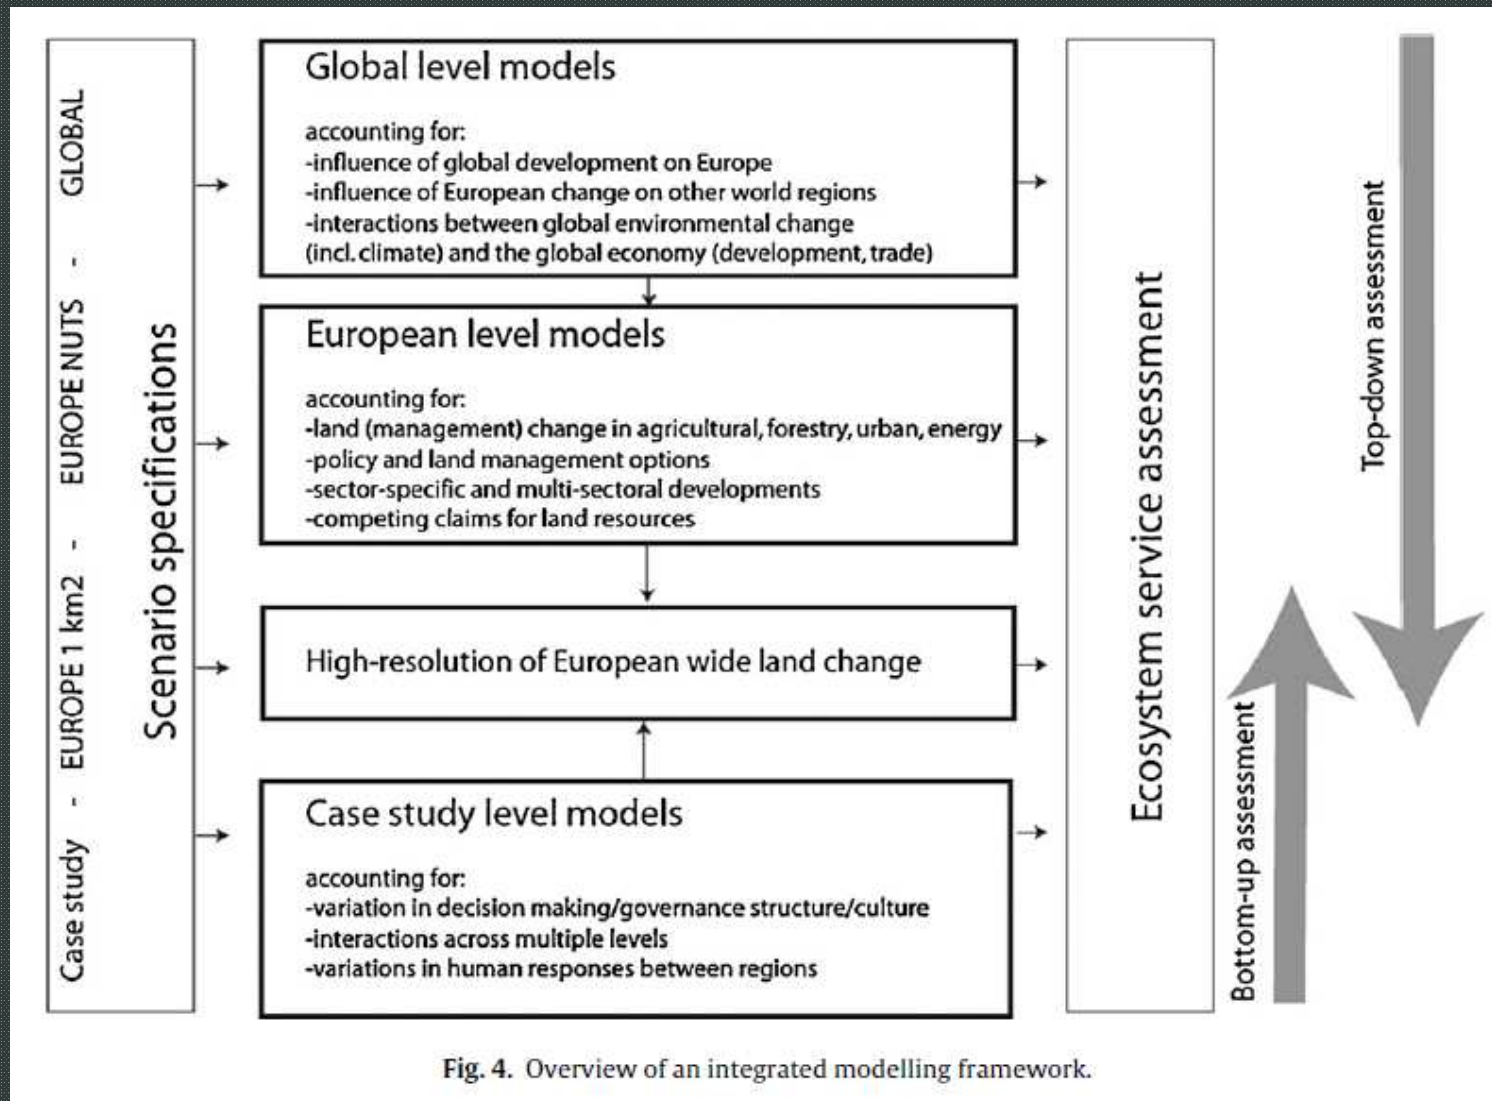 Case study - EUROPE 1 km2 - EUROPE NUTS - GLOBAL
Scenario specifications
Global level models
accounting for:
-influence of global development on Europe
-influence of European change on other world regions
-interactions between global environmental change
(incl. climate) and the global economy (development, trade)
European level models
accounting for:
-land (management) change in agricultural, forestry, urban, energy
-policy and land management options
-sector-specific and multi-sectoral developments
-competing claims for land resources
High-resolution of European wide land change
Case study level models
accounting for:
-variation in decision making/governance structure/culture
-interactions across multiple levels
-variations in human responses between regions
Ecosystem service assessment
Bottom-up assessment
Top-down assessment
Fig. 4. Overview of an integrated modelling framework.